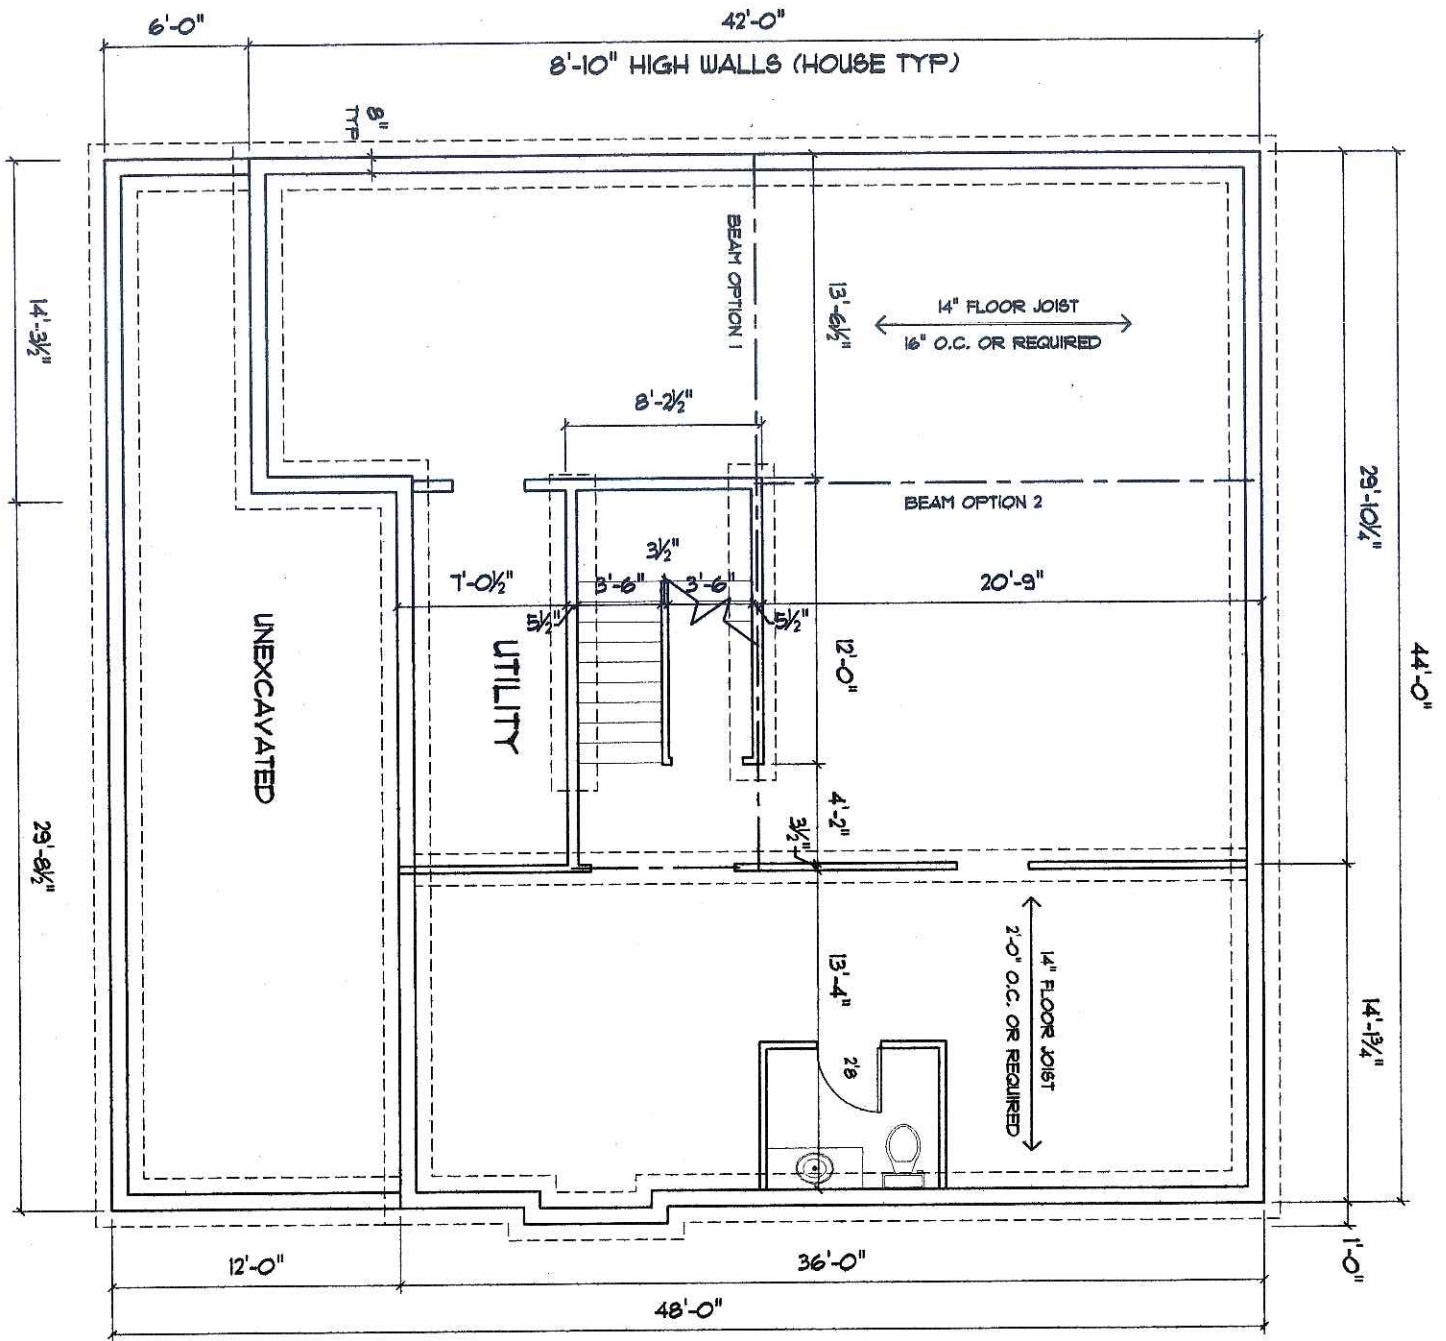 6'-0"
42'-0"
8'-10" HIGH WALLS (HOUSE TYP)
8"
TYP
BEAM OPTION 1
13'-6½"
14" FLOOR JOIST
16" O.C. OR REQUIRED
14'-3½"
8'-2½"
BEAM OPTION 2
29'-10¼"
3½"
7'-0½"
3'-6"
3'-6"
20'-9"
5½"
5½"
UNEXCAVATED
UTILITY
12'-0"
44'-0"
29'-8½"
4'-2"
3½"
13'-4"
14" FLOOR JOIST
2'-0" O.C. OR REQUIRED
14'-1¾"
2'8
1'-0"
12'-0"
36'-0"
48'-0"